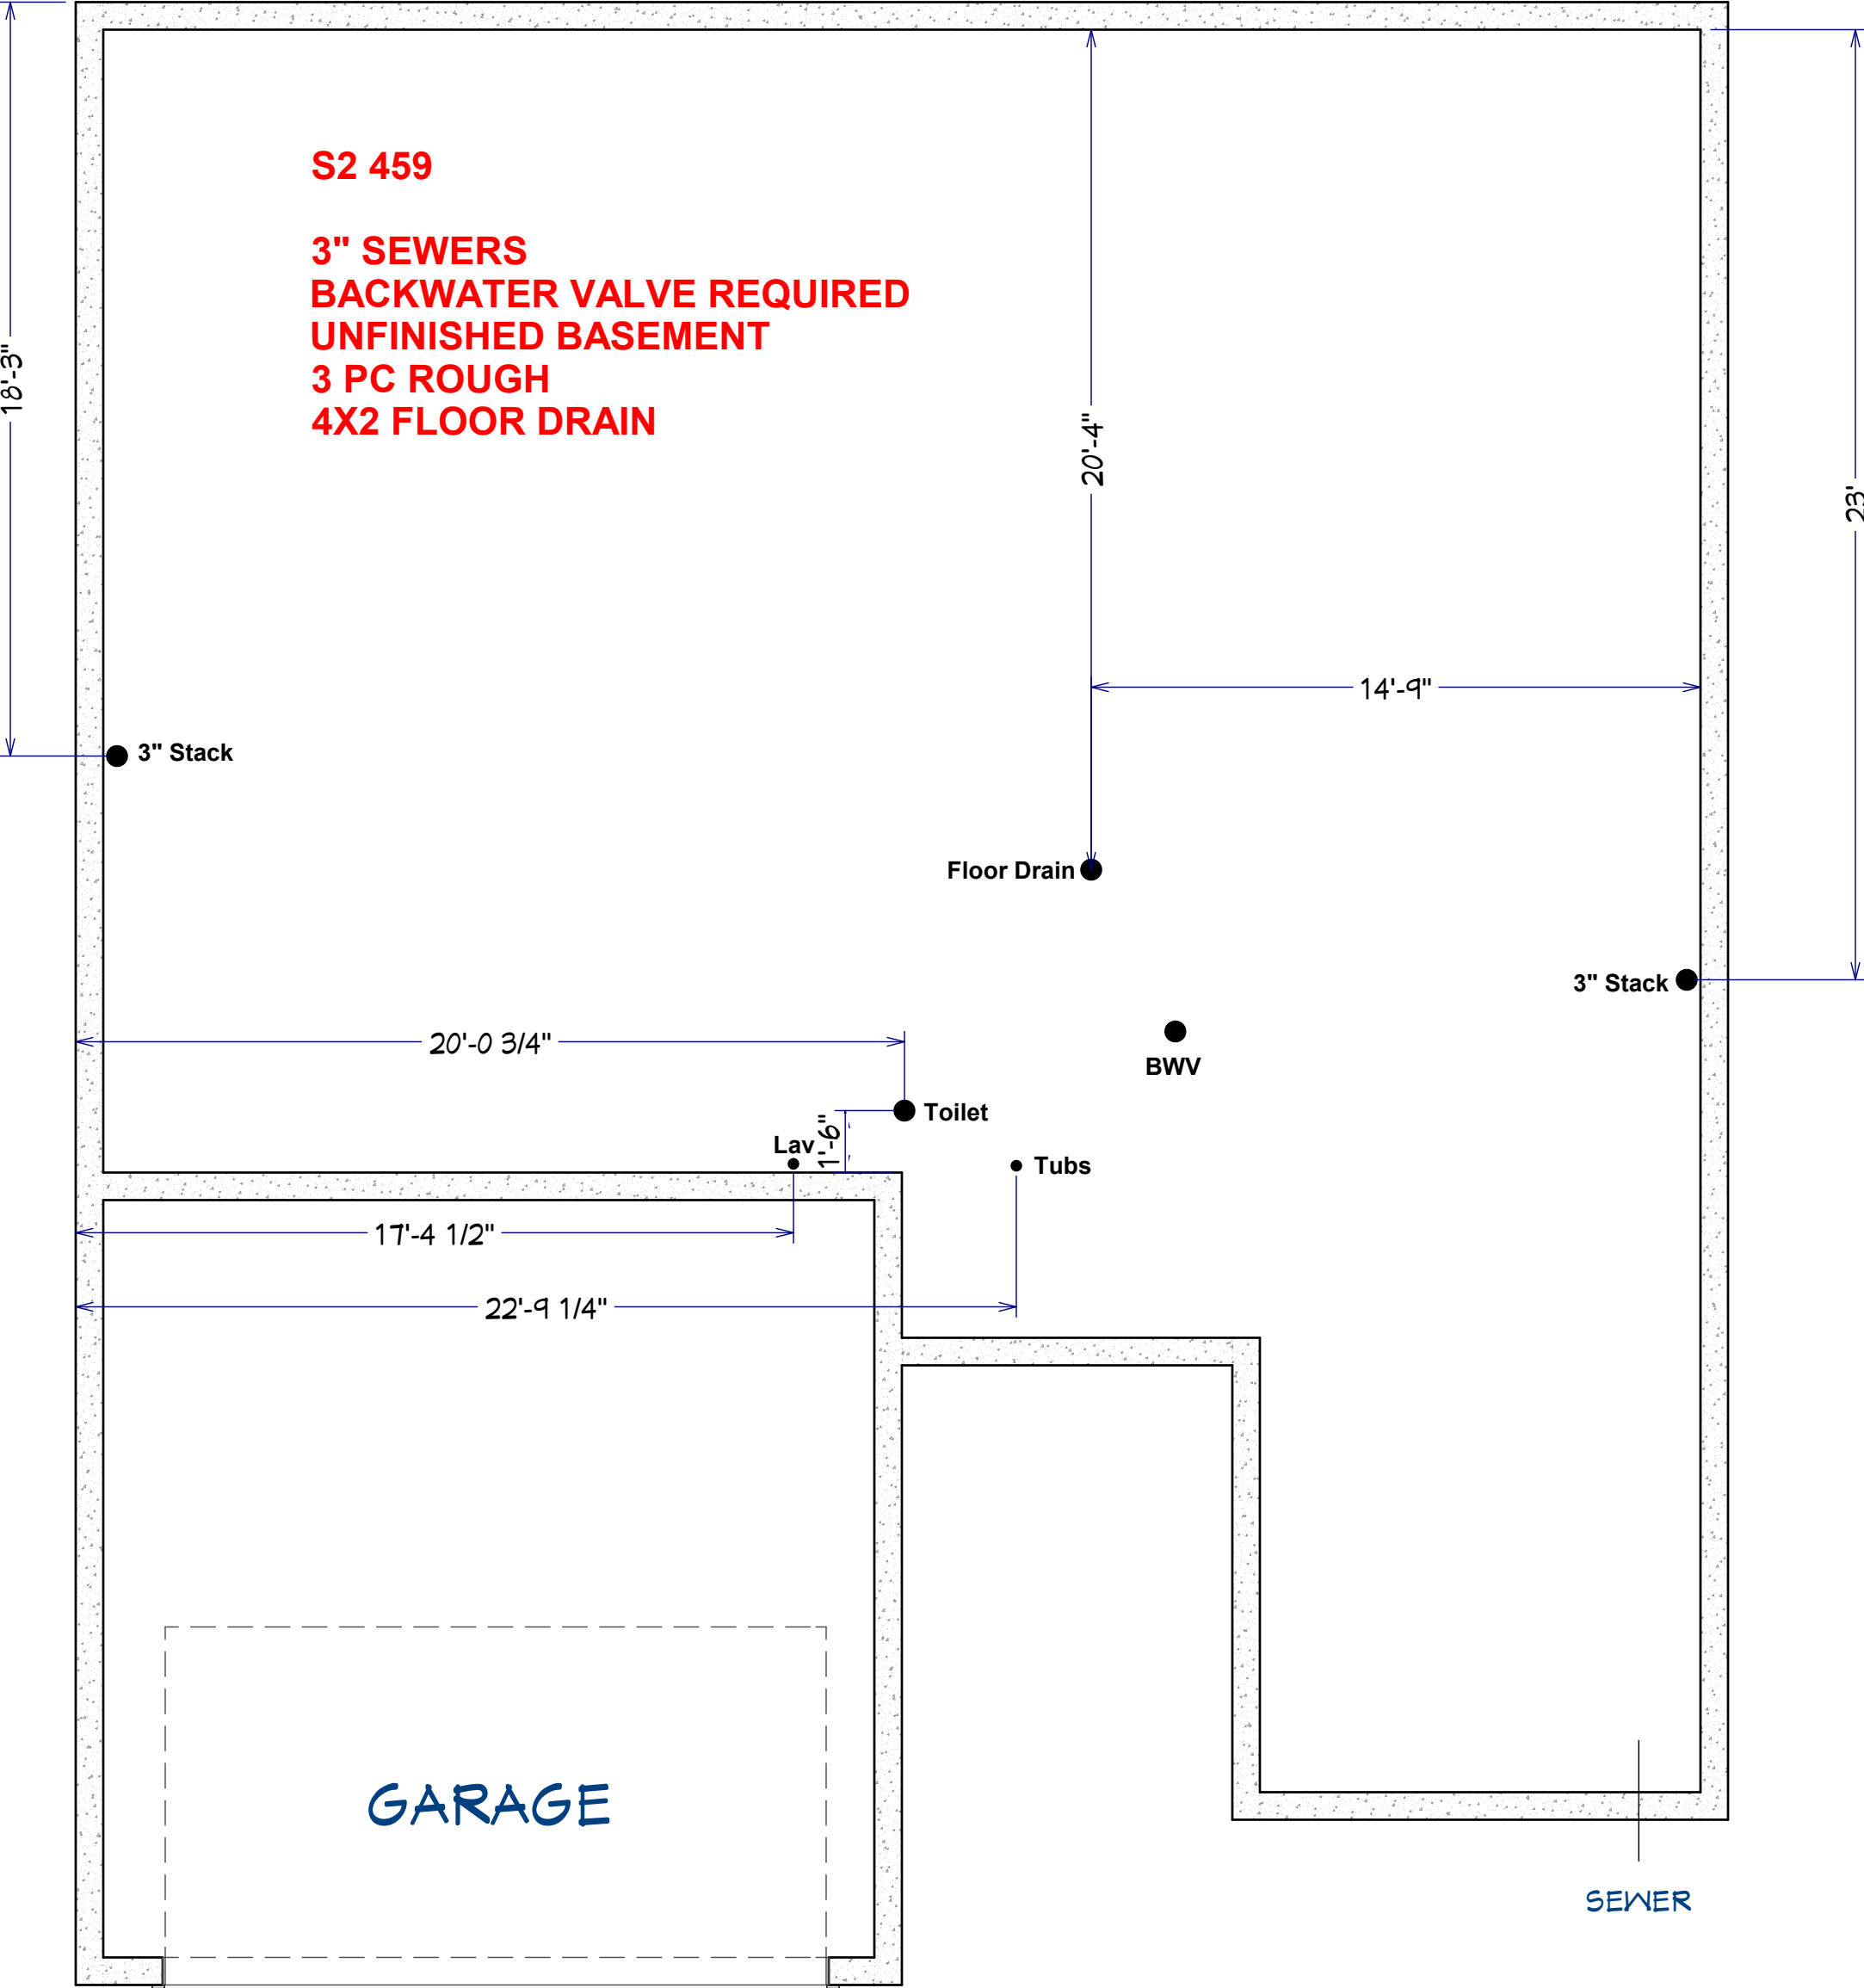 S2 459
3" SEWERS
BACKWATER VALVE REQUIRED
UNFINISHED BASEMENT
3 PC ROUGH
4X2 FLOOR DRAIN
18'-3"
20'-4"
23'
14'-9"
3" Stack
Floor Drain
3" Stack
20'-0 3/4"
BWV
Toilet
1'-6"
Lav
Tubs
17'-4 1/2"
22'-9 1/4"
GARAGE
SEWER